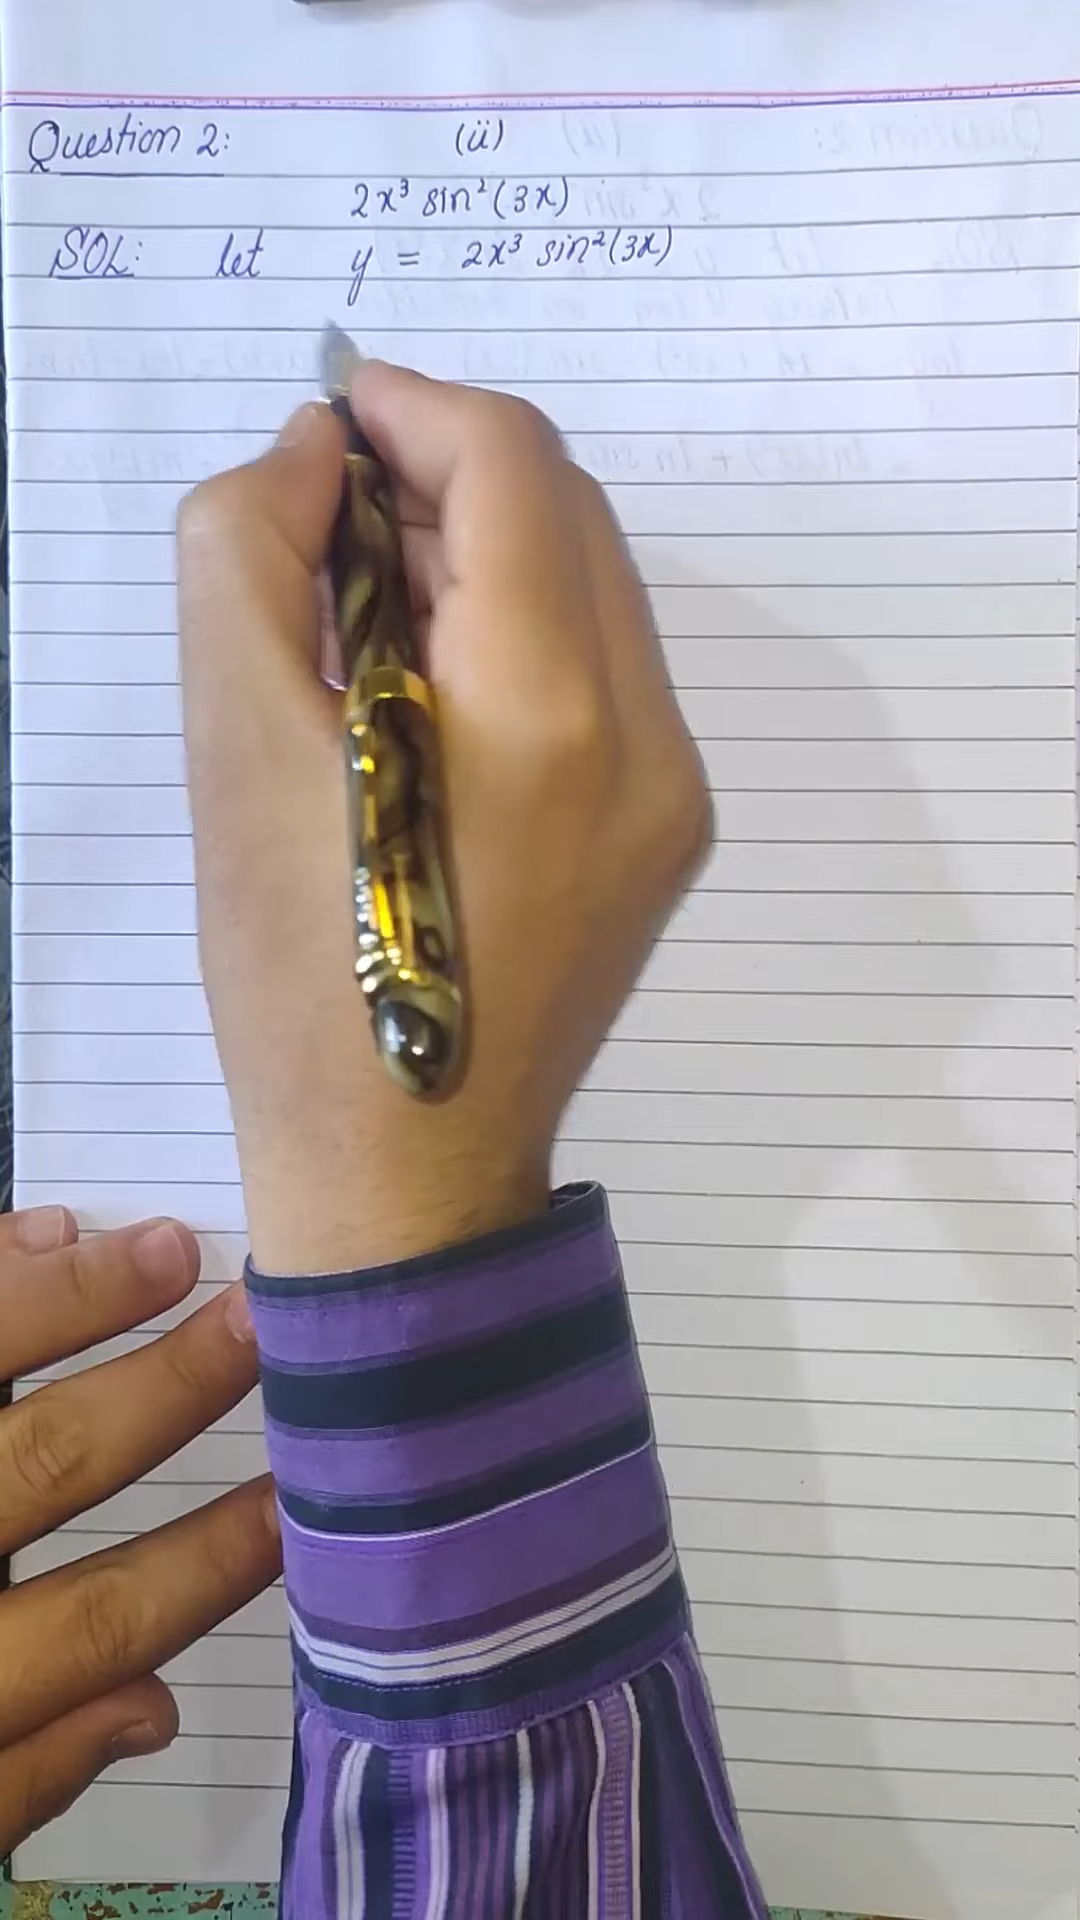 Question 2: (ii)
2x³ sin²(3x)
SOL: let y = 2x³ sin²(3x)